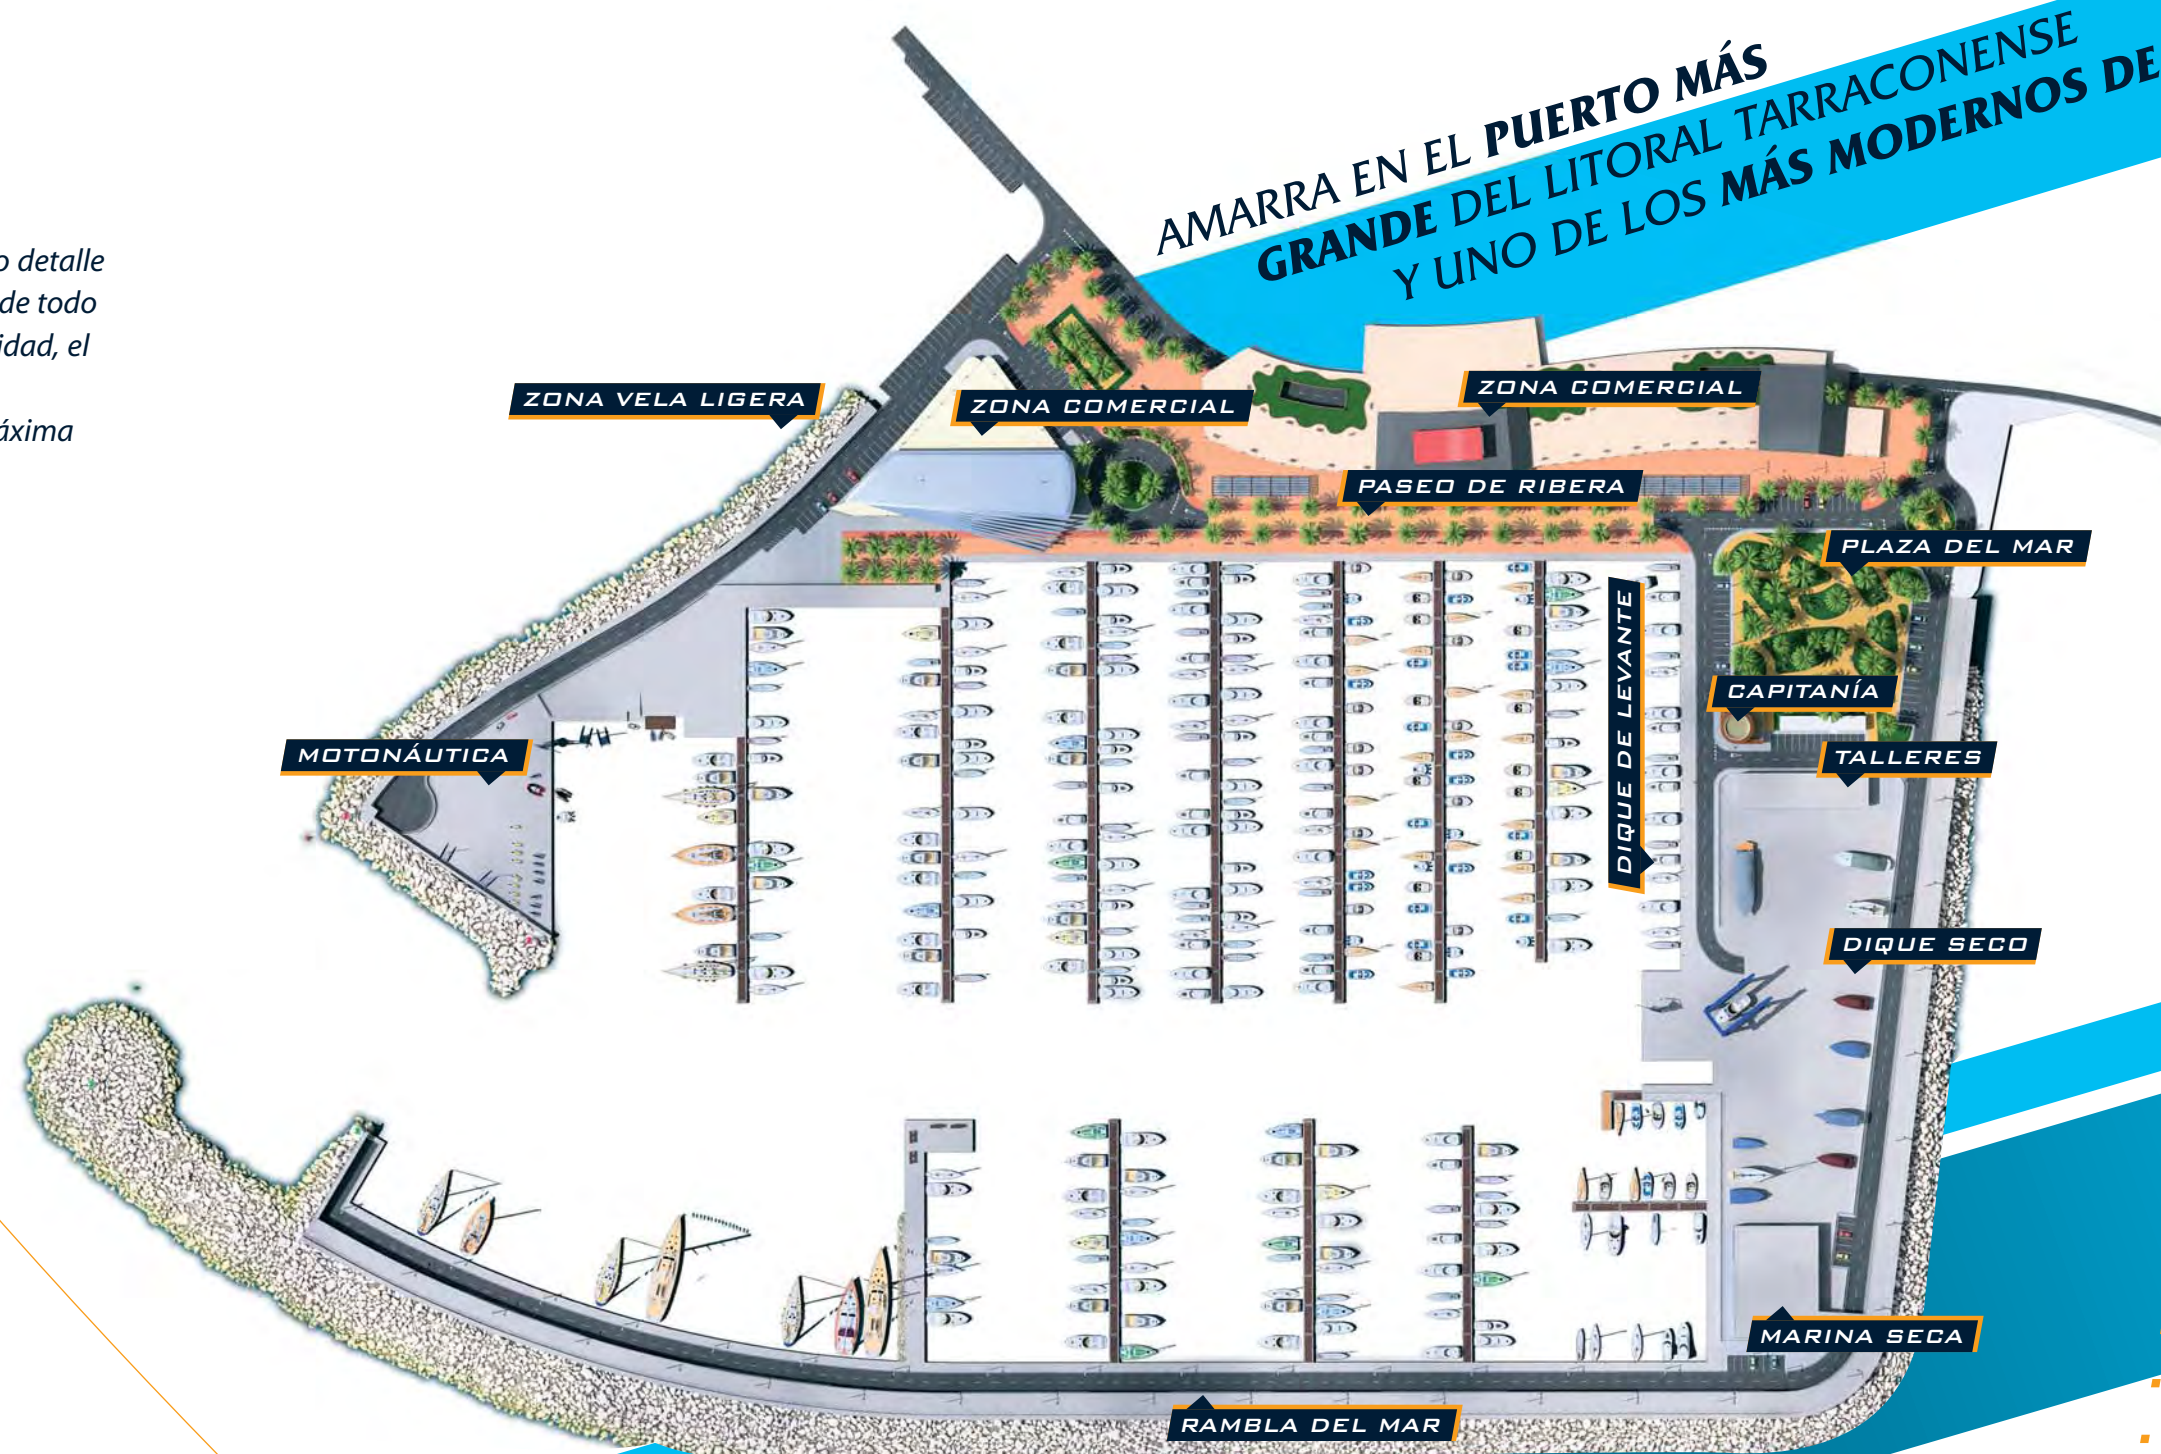 AMARRA EN EL PUERTO MÁS
GRANDE DEL LITORAL TARRACONENSE
Y UNO DE LOS MÁS MODERNOS DE
detalle
de todo
el
ZONA VELA LIGERA
ZONA COMERCIAL
ZONA COMERCIAL
PASEO DE RIBERA
PLAZA DEL MAR
DIQUE DE LEVANTE
CAPITANÍA
MOTONÁUTICA
TALLERES
DIQUE SECO
MARINA SECA
RAMBLA DEL MAR